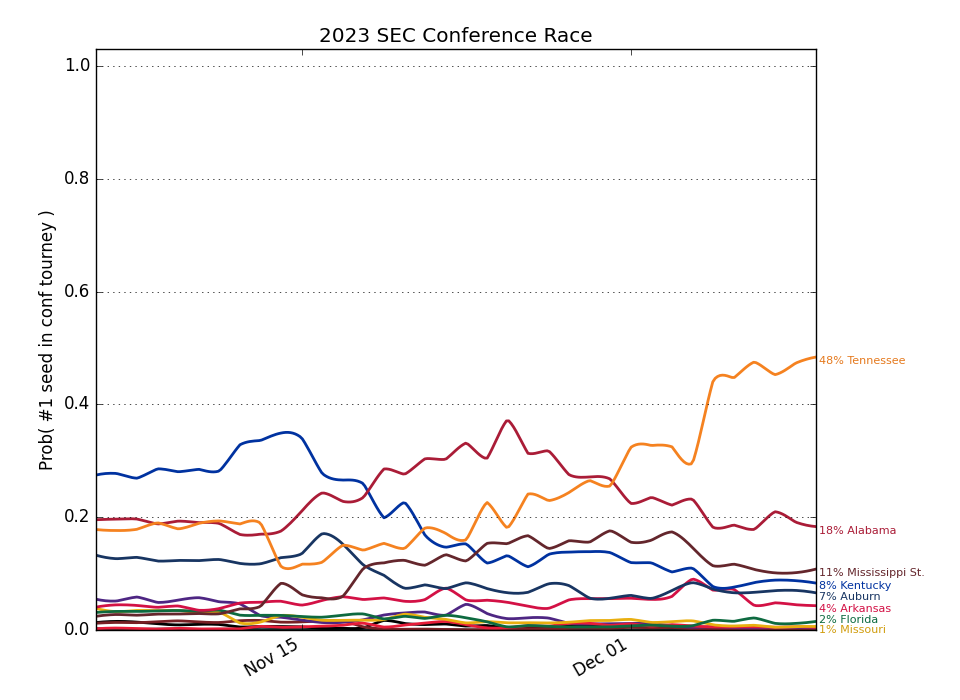 2023 SEC Conference Race
Prob( #1 seed in conf tourney )
1.0
0.8
0.6
0.4
0.2
0.0
Nov 15
Dec 01
48% Tennessee
18% Alabama
11% Mississippi St.
8% Kentucky
7% Auburn
4% Arkansas
2% Florida
1% Missouri